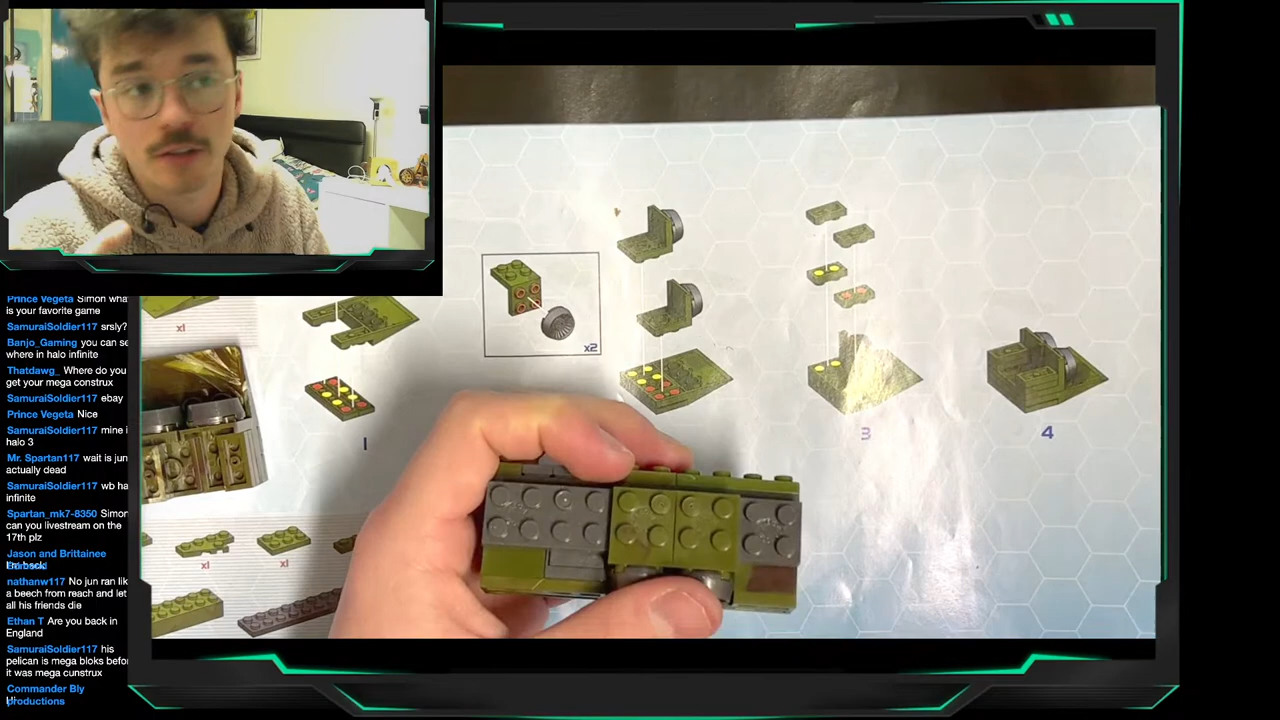 Prince Vegeta Simon wha
is your favorite game
SamuraiSoldier117 srsly?
Banjo_Gaming you can se
where in halo infinite
Thatdawg_ Where do you
get your mega construx
SamuraiSoldier117 ebay
Prince Vegeta Nice
SamuraiSoldier117 mine i
halo 3
Mr. Spartan117 wait is jun
actually dead
SamuraiSoldier117 wb ha
infinite
Spartan_mk7-8350 Simon
can you livestream on the
17th plz
Jason and Brittainee
nathanw117 No jun ran lik
a beech from reach and let
all his friends die
Ethan T Are you back in
England
SamuraiSoldier117 his
pelican is mega bloks befo
it was mega cunstrux
Commander Bly
productions
x1
1
x2
3
4
x1
x1